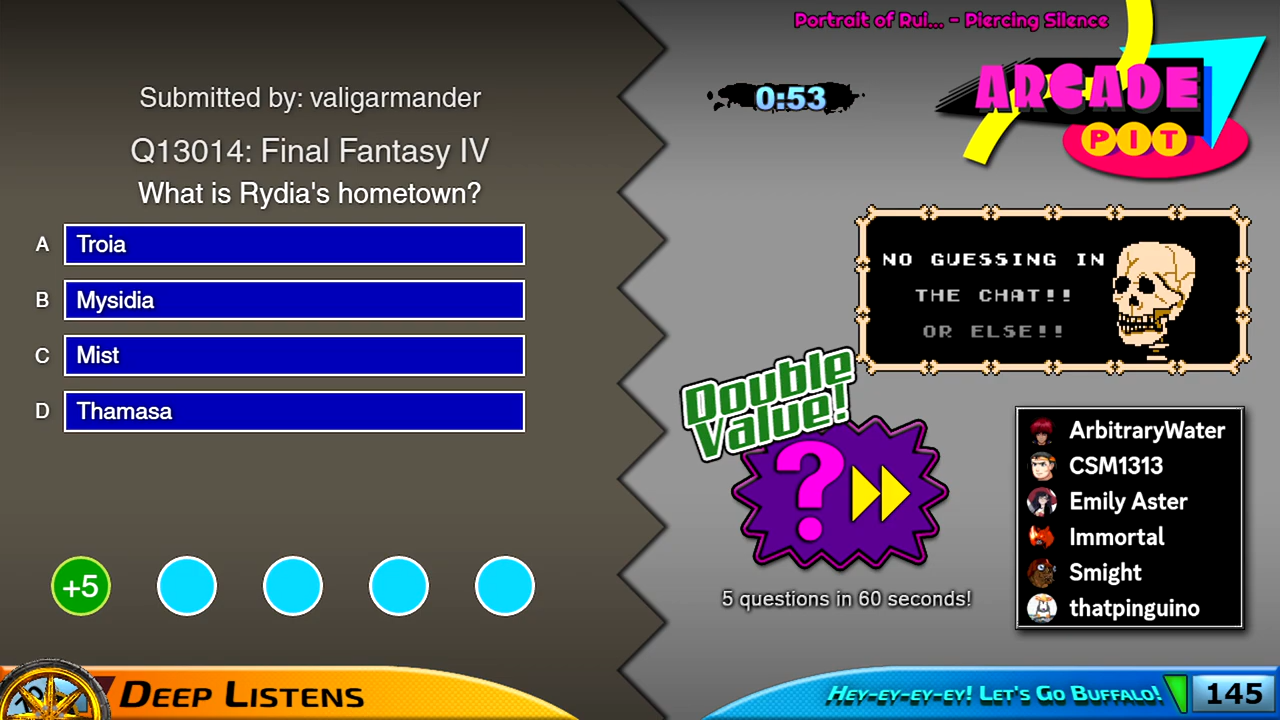 Portrait of Rui... - Piercing Silence
ARCADE
PIT
0:53
Submitted by: valigarmander
Q13014: Final Fantasy IV
What is Rydia's hometown?
A Troia
B Mysidia
C Mist
D Thamasa
NO GUESSING IN
THE CHAT!!
OR ELSE!!
Double
Value!
?
5 questions in 60 seconds!
ArbitraryWater
CSM1313
Emily Aster
Immortal
Smight
thatpinguino
+5
DEEP LISTENS
HEY-EY-EY-EY! LET'S GO BUFFALO!
145